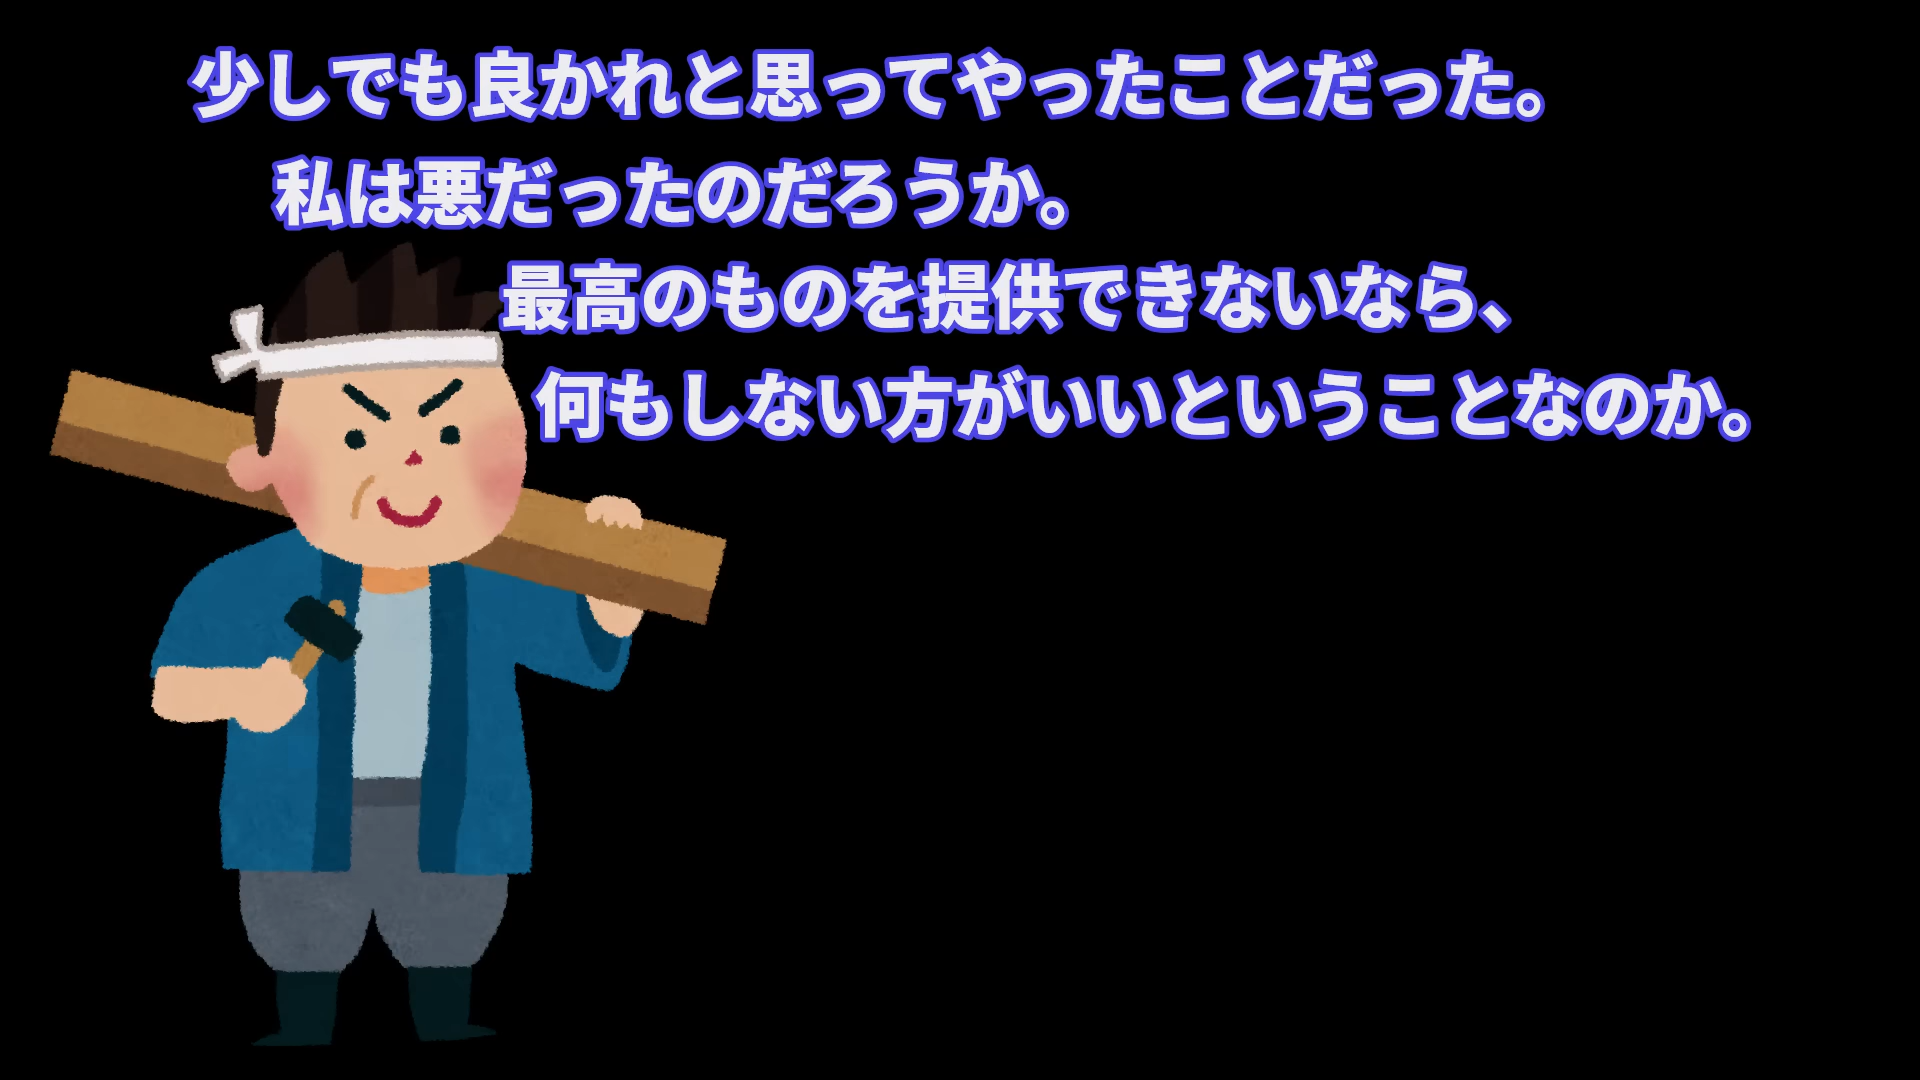 少しでも良かれと思ってやったことだった。
私は悪だったのだろうか。
最高のものを提供できないなら、
何もしない方がいいということなのか。